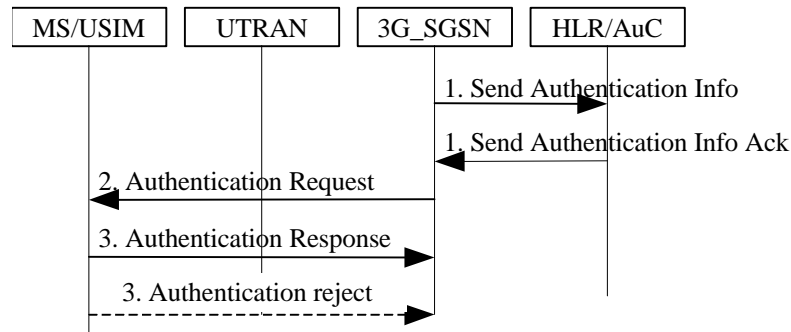 MS/USIM
UTRAN
3G_SGSN
HLR/AuC
1. Send Authentication Info
1. Send Authentication Info Ack
2. Authentication Request
3. Authentication Response
3. Authentication reject